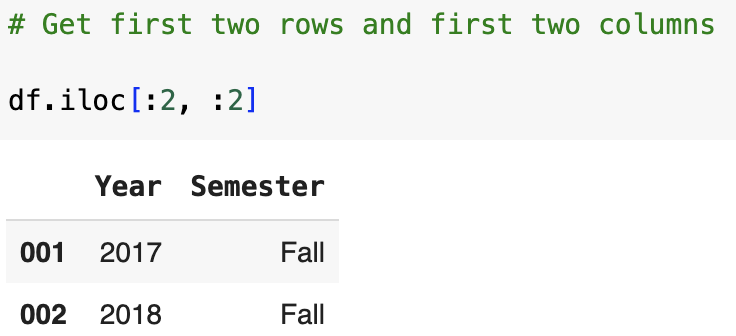 # Get first two rows and first two columns
df.iloc[:2, :2]
Year Semester
001 2017 Fall
002 2018 Fall